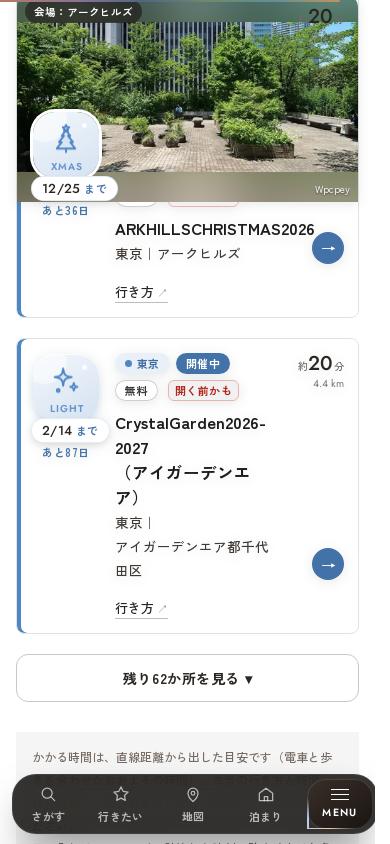 会場：アークヒルズ
20
XMAS
12/25 まで
あと36日
Wpcpey
ARKHILLSCHRISTMAS2026
東京｜アークヒルズ
→
行き方 ↗
東京
開催中
約20分
無料
開く前かも
4.4 km
LIGHT
2/14 まで
あと87日
CrystalGarden2026-
2027
（アイガーデンエ
ア）
東京｜
アイガーデンエア都千代
田区
→
行き方 ↗
残り62か所を見る ▾
かかる時間は、直線距離から出した目安です（電車と歩
さがす
行きたい
地図
泊まり
MENU